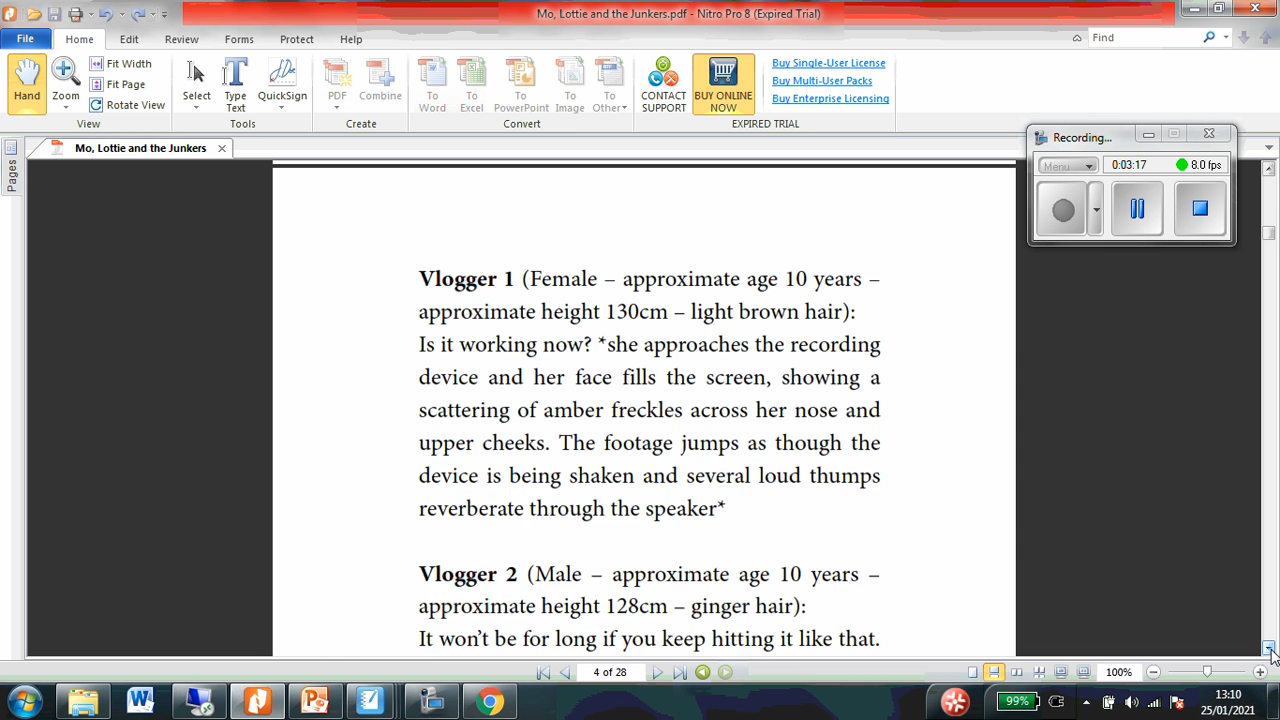 Mo, Lottie and the Junkers.pdf - Nitro Pro 8 (Expired Trial)
File Home Edit Review Forms Protect Help Find
Hand Zoom Fit Width Fit Page Rotate View Select Type Text QuickSign PDF Combine To Word To Excel To PowerPoint To Image To Other CONTACT SUPPORT BUY ONLINE NOW
Buy Single-User License
Buy Multi-User Packs
Buy Enterprise Licensing
View Tools Create Convert EXPIRED TRIAL
Mo, Lottie and the Junkers
Pages
Recording...
Menu 0:03:17 8.0 fps
Vlogger 1 (Female – approximate age 10 years –
approximate height 130cm – light brown hair):
Is it working now? *she approaches the recording
device and her face fills the screen, showing a
scattering of amber freckles across her nose and
upper cheeks. The footage jumps as though the
device is being shaken and several loud thumps
reverberate through the speaker*
Vlogger 2 (Male – approximate age 10 years –
approximate height 128cm – ginger hair):
It won't be for long if you keep hitting it like that.
4 of 28 100%
99% 13:10
25/01/2021